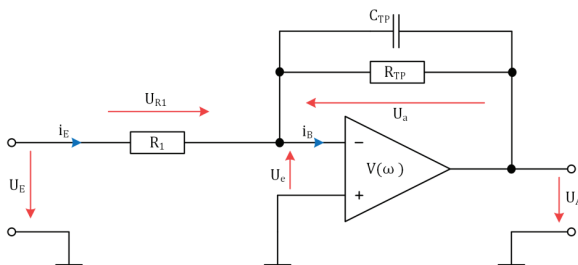 C_TP
R_TP
U_R1
U_a
i_E
R_1
i_B
−
V(ω)
U_e
+
U_E
U_A